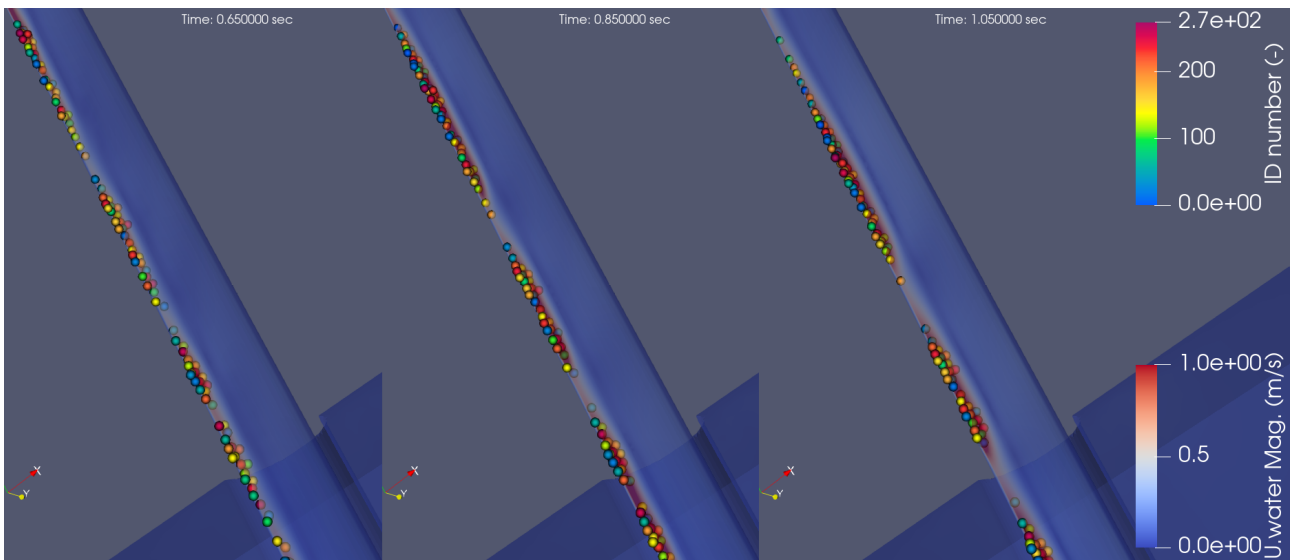 Time: 0.650000 sec
Time: 0.850000 sec
Time: 1.050000 sec
2.7e+02
200
100
0.0e+00
ID number (-)
1.0e+00
0.5
0.0e+00
U.water Mag. (m/s)
X
Y
X
Y
X
Y